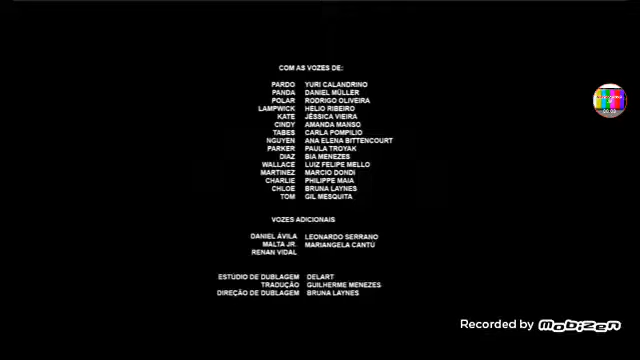 COM AS VOZES DE:
PARDO YURI CALANDRINO
PANDA DANIEL MÜLLER
POLAR RODRIGO OLIVEIRA
LAMPWICK HELIO RIBEIRO
KATE JÉSSICA VIEIRA
CINDY AMANDA MANSO
TABES CARLA POMPILIO
NGUYEN ANA ELENA BITTENCOURT
PARKER PAULA TROYAK
DIAZ BIA MENEZES
WALLACE LUIZ FELIPE MELLO
MARTINEZ MARCIO DONDI
CHARLIE PHILIPPE MAIA
CHLOE BRUNA LAYNES
TOM GIL MESQUITA
VOZES ADICIONAIS
DANIEL ÁVILA LEONARDO SERRANO
MALTA JR. MARIANGELA CANTÚ
RENAN VIDAL
ESTÚDIO DE DUBLAGEM DELART
TRADUÇÃO GUILHERME MENEZES
DIREÇÃO DE DUBLAGEM BRUNA LAYNES
Recorded by Mobizen